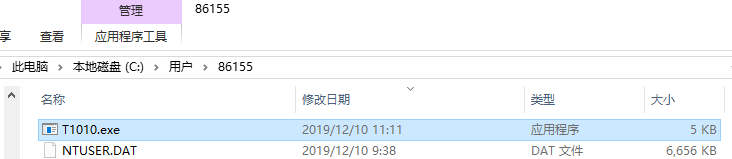 管理
86155
享
查看
应用程序工具
此电脑 > 本地磁盘 (C:) > 用户 > 86155
名称 修改日期 类型 大小
T1010.exe 2019/12/10 11:11 应用程序 5 KB
NTUSER.DAT 2019/12/10 9:38 DAT 文件 6,656 KB